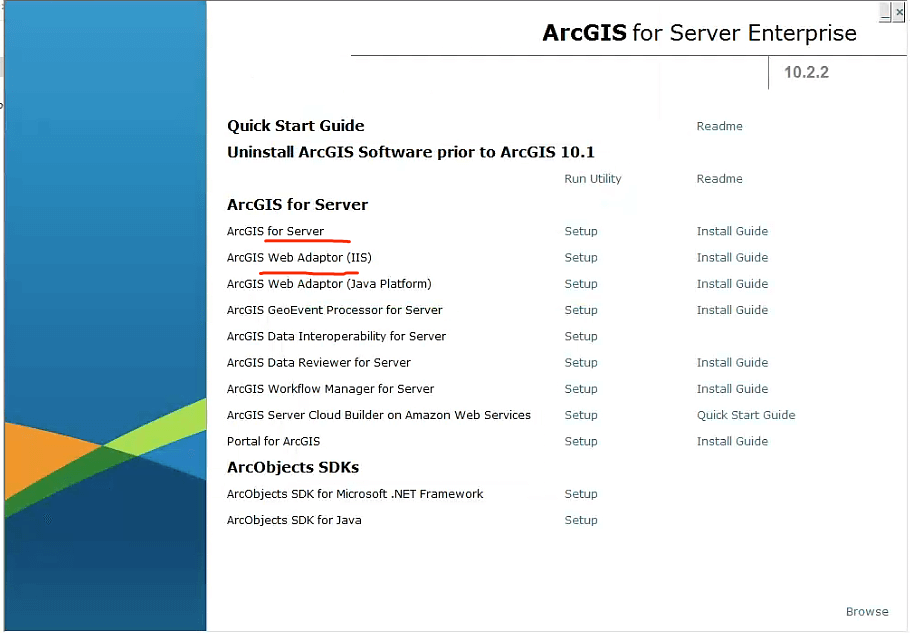 ArcGIS for Server Enterprise
10.2.2
Quick Start Guide Readme
Uninstall ArcGIS Software prior to ArcGIS 10.1
Run Utility Readme
ArcGIS for Server
ArcGIS for Server Setup Install Guide
ArcGIS Web Adaptor (IIS) Setup Install Guide
ArcGIS Web Adaptor (Java Platform) Setup Install Guide
ArcGIS GeoEvent Processor for Server Setup Install Guide
ArcGIS Data Interoperability for Server Setup
ArcGIS Data Reviewer for Server Setup Install Guide
ArcGIS Workflow Manager for Server Setup Install Guide
ArcGIS Server Cloud Builder on Amazon Web Services Setup Quick Start Guide
Portal for ArcGIS Setup Install Guide
ArcObjects SDKs
ArcObjects SDK for Microsoft .NET Framework Setup
ArcObjects SDK for Java Setup
Browse